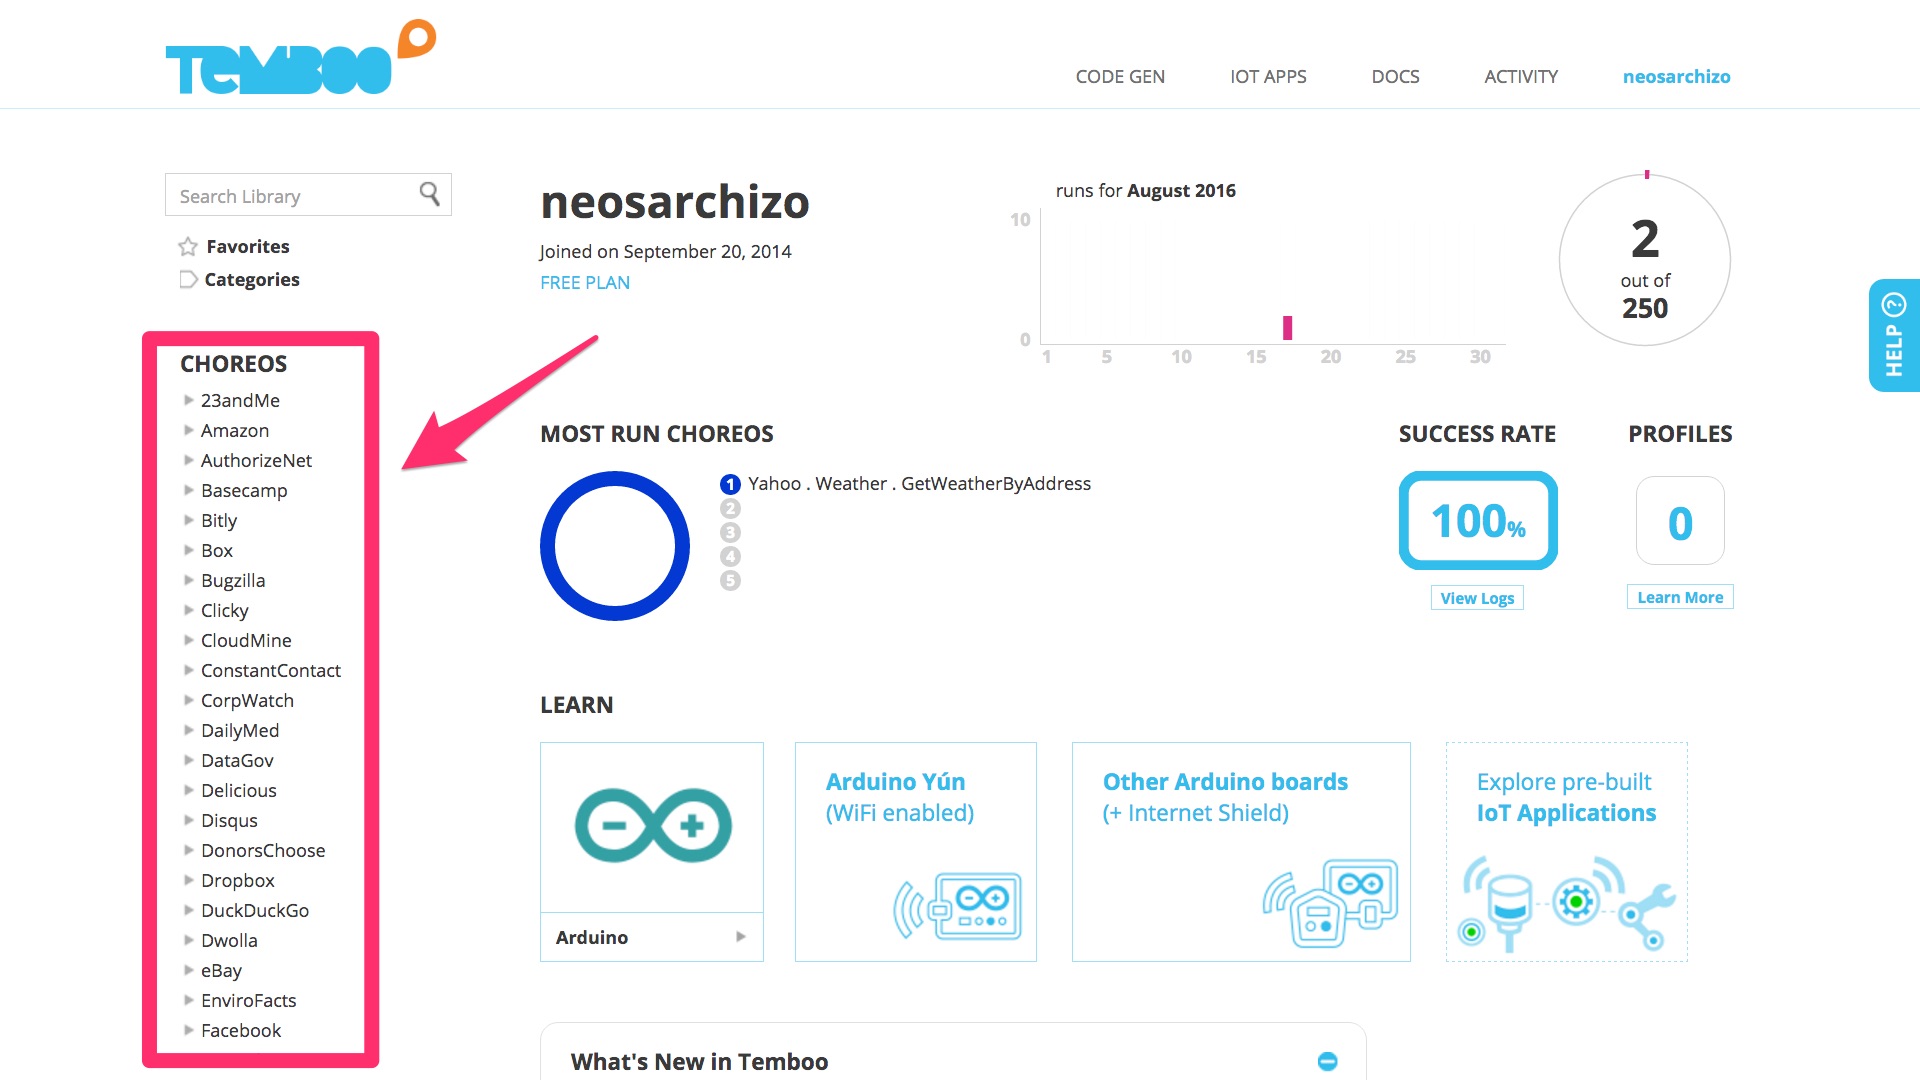 TEMBOO
CODE GEN
IOT APPS
DOCS
ACTIVITY
neosarchizo
Search Library
Favorites
Categories
CHOREOS
23andMe
Amazon
AuthorizeNet
Basecamp
Bitly
Box
Bugzilla
Clicky
CloudMine
ConstantContact
CorpWatch
DailyMed
DataGov
Delicious
Disqus
DonorsChoose
Dropbox
DuckDuckGo
Dwolla
eBay
EnviroFacts
Facebook
neosarchizo
Joined on September 20, 2014
FREE PLAN
runs for August 2016
10
0
1 5 10 15 20 25 30
2
out of
250
HELP ?
MOST RUN CHOREOS
1 Yahoo . Weather . GetWeatherByAddress
2
3
4
5
SUCCESS RATE
100%
View Logs
PROFILES
0
Learn More
LEARN
Arduino
Arduino Yún
(WiFi enabled)
Other Arduino boards
(+ Internet Shield)
Explore pre-built
IoT Applications
What's New in Temboo